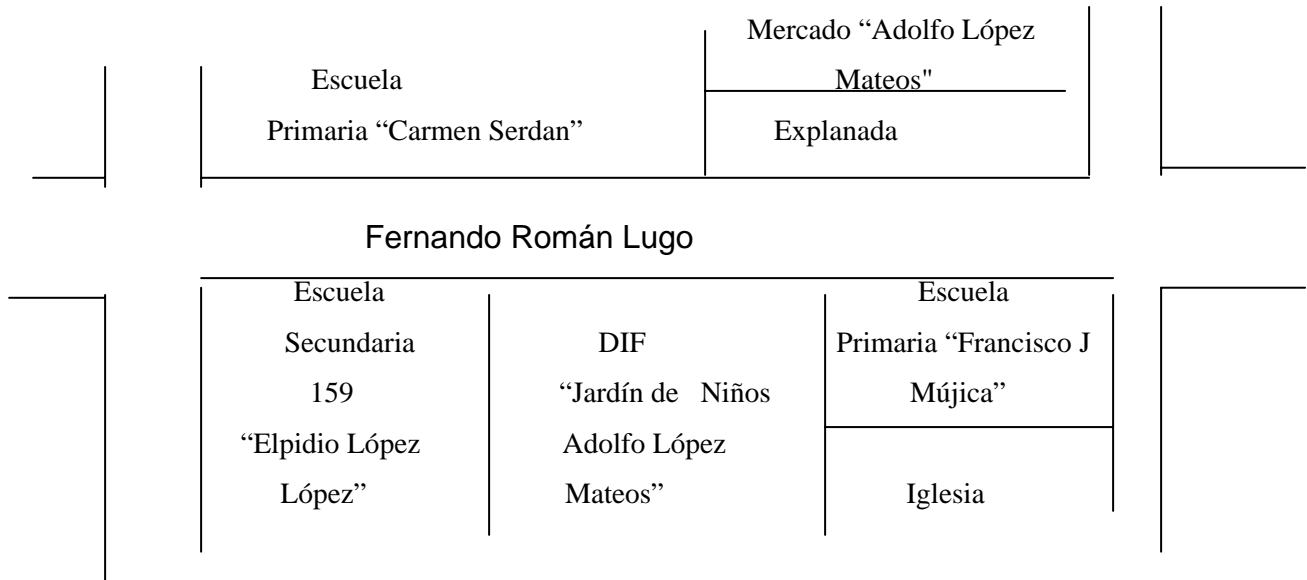 Mercado “Adolfo López
Mateos"
Escuela
Primaria “Carmen Serdan”
Explanada
Fernando Román Lugo
Escuela
Secundaria
159
“Elpidio López
López”
DIF
“Jardín de Niños
Adolfo López
Mateos”
Escuela
Primaria “Francisco J
Mújica”
Iglesia